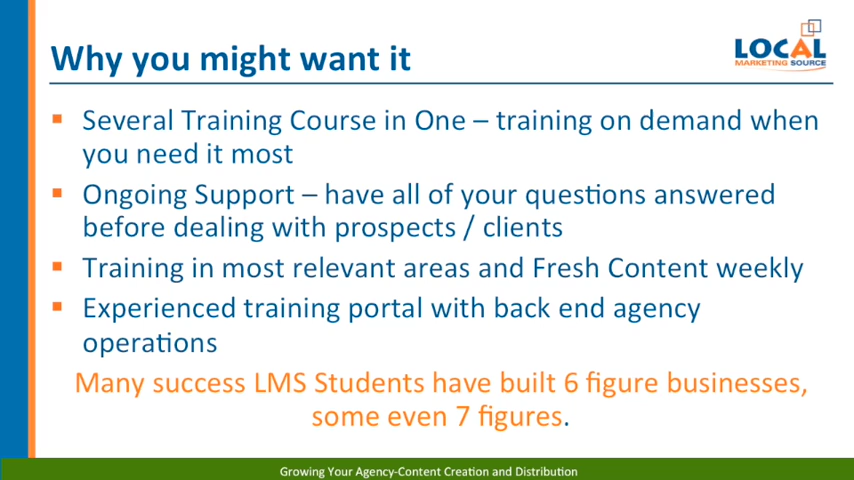 Why you might want it
LOCAL
MARKETING SOURCE
Several Training Course in One – training on demand when
you need it most
Ongoing Support – have all of your questions answered
before dealing with prospects / clients
Training in most relevant areas and Fresh Content weekly
Experienced training portal with back end agency
operations
Many success LMS Students have built 6 figure businesses,
some even 7 figures.
Growing Your Agency-Content Creation and Distribution